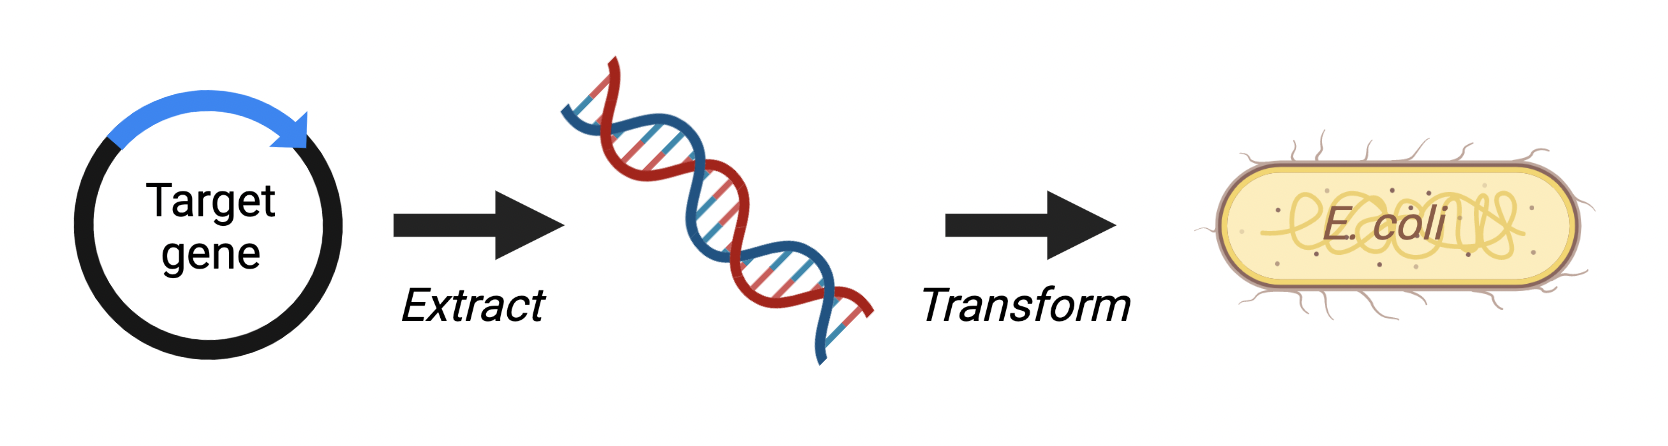 Target
gene
Extract
Transform
E. coli